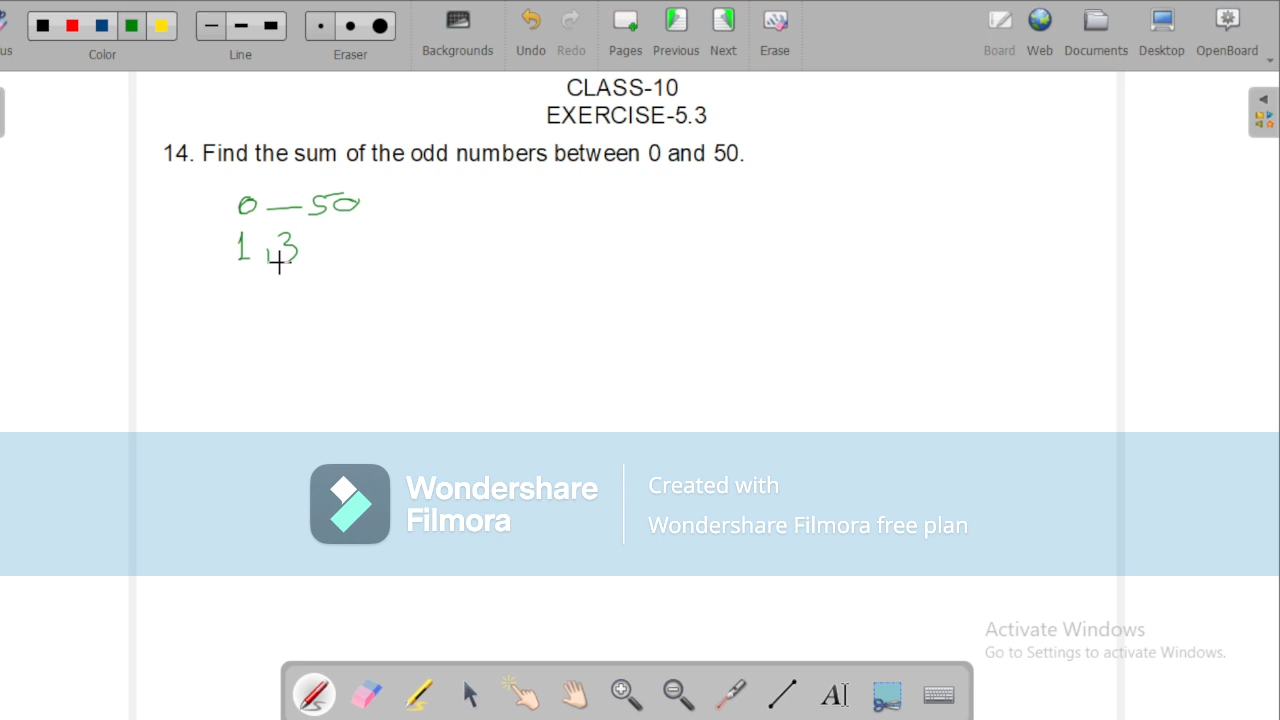 us Color Line Eraser Backgrounds Undo Redo Pages Previous Next Erase Board Web Documents Desktop OpenBoard
CLASS-10
EXERCISE-5.3
14. Find the sum of the odd numbers between 0 and 50.
0 — 50
1, 3
Wondershare Filmora
Created with
Wondershare Filmora free plan
Activate Windows
Go to Settings to activate Windows.